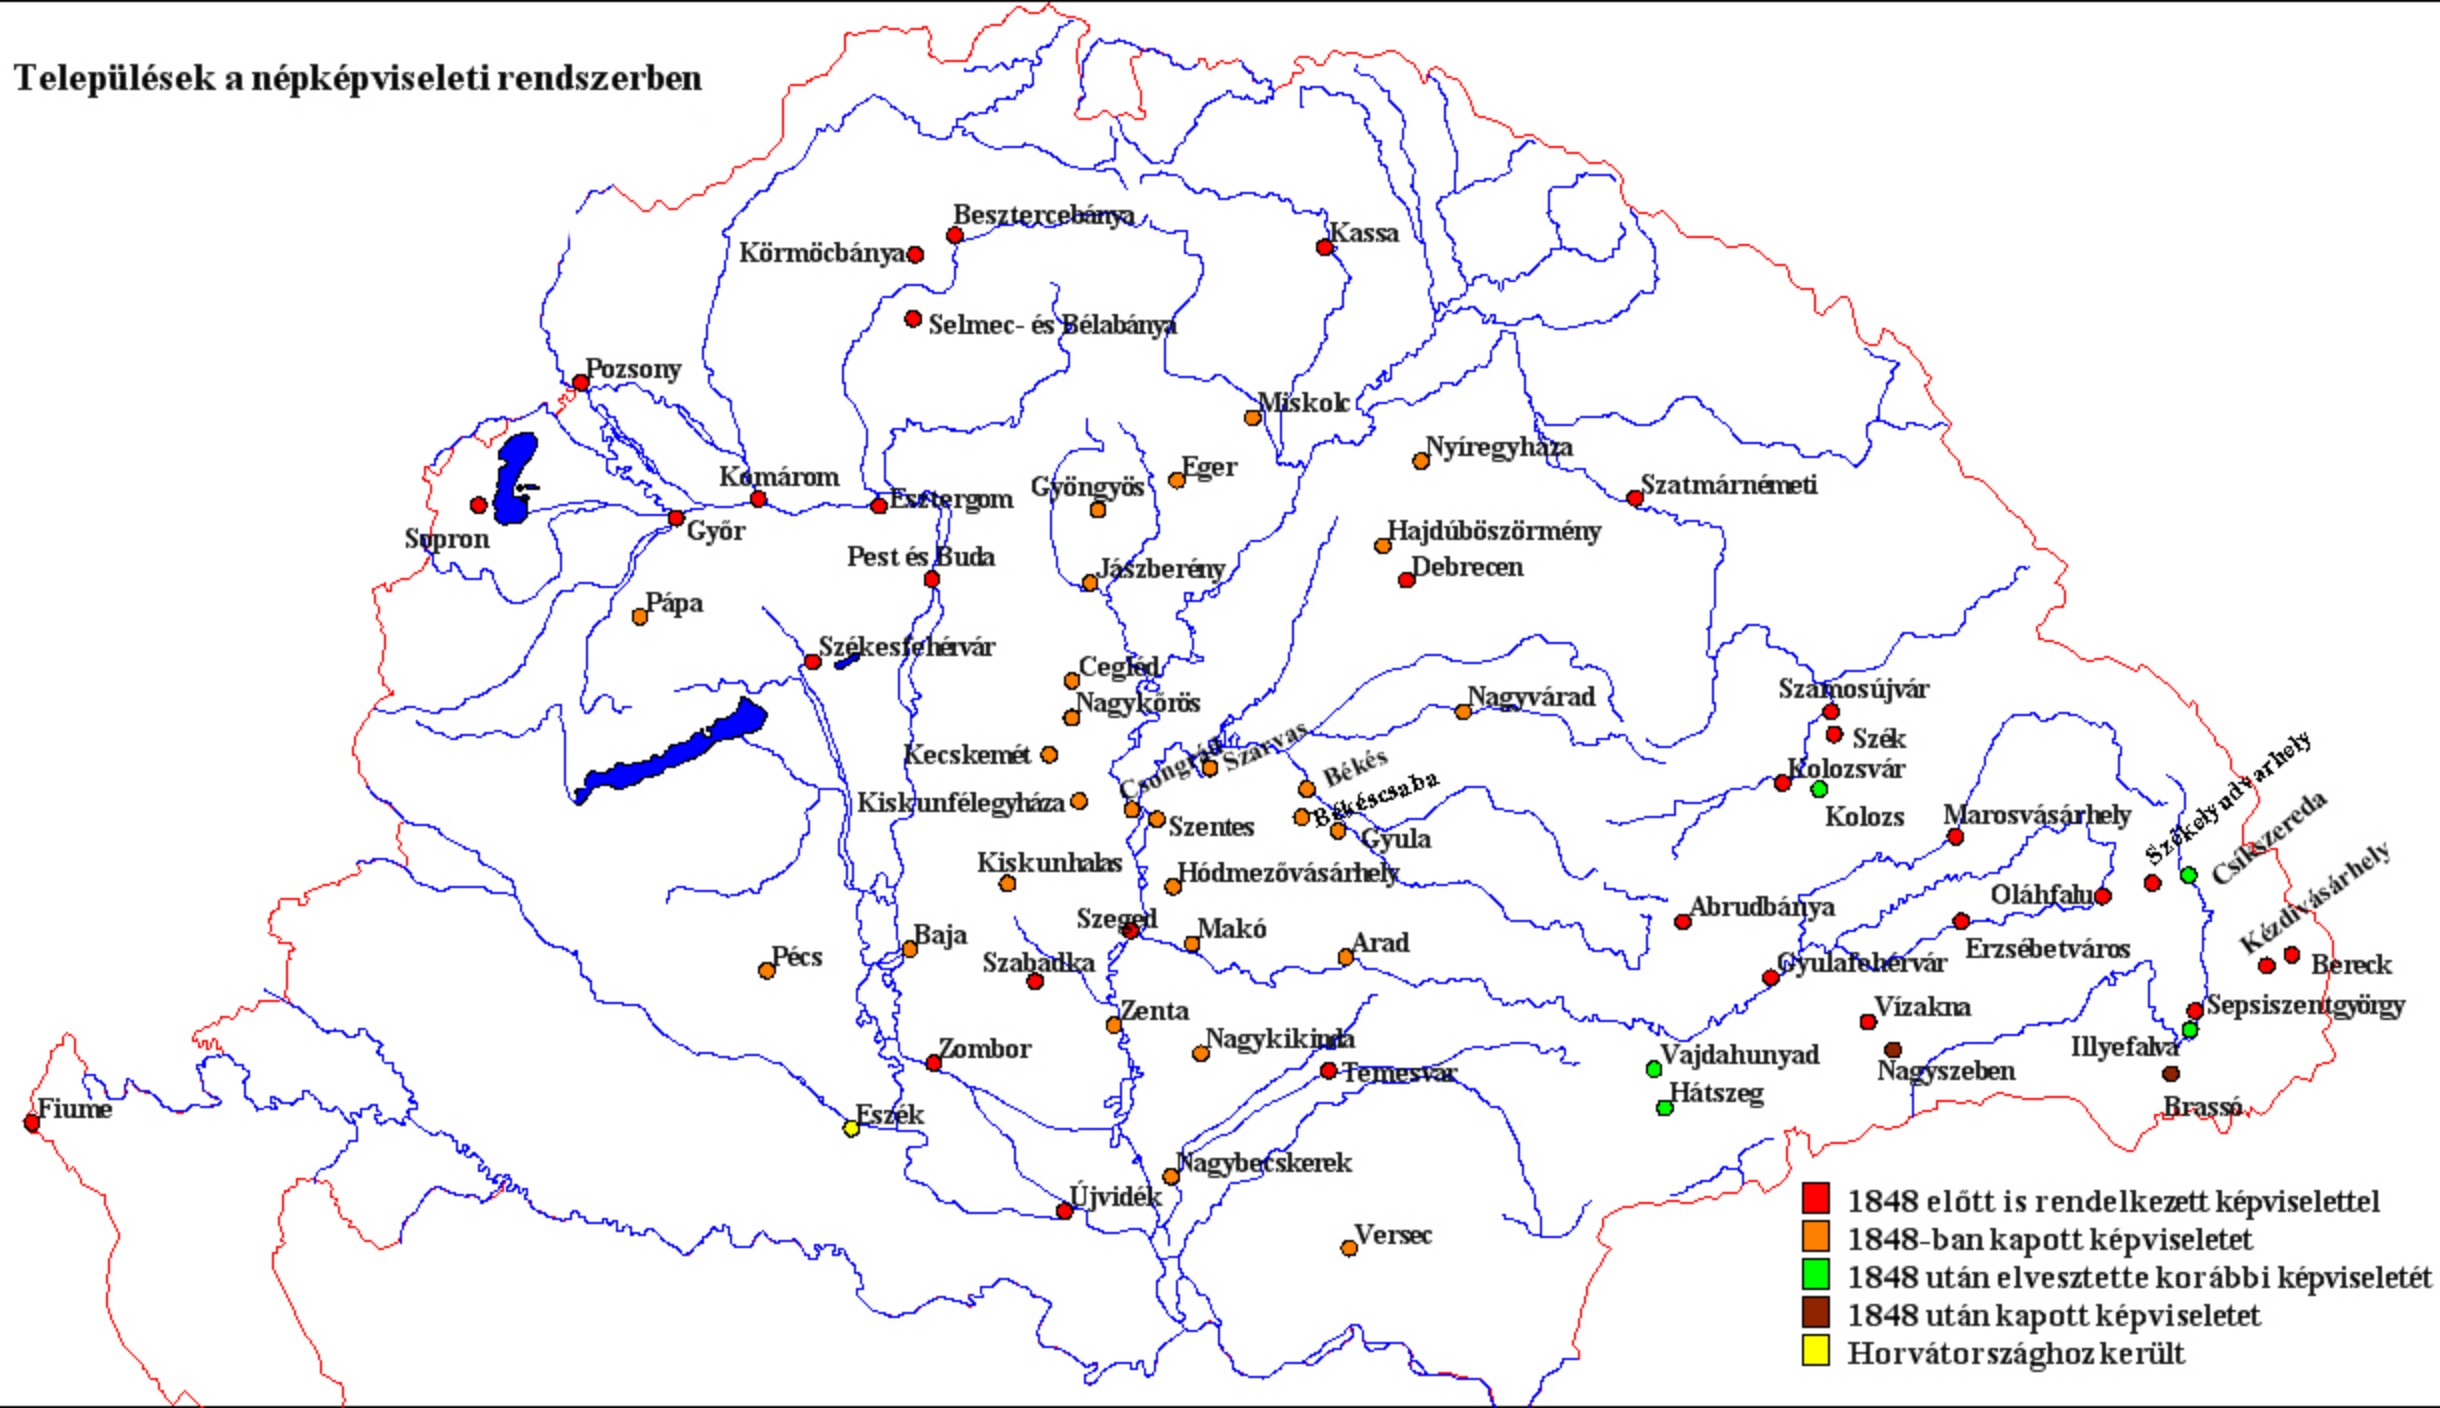 Települések a népképviseleti rendszerben
Besztercebánya
Kassa
Körmöcbánya
Selmec- és Bélabánya
Pozsony
Miskolc
Nyíregyháza
Komárom
Eger
Gyöngyös
Szatmárnémeti
Esztergom
Győr
Sopron
Hajdúböszörmény
Pest és Buda
Debrecen
Jászberény
Pápa
Székesfehérvár
Cegléd
Nagykőrös
Nagyvárad
Szamosújvár
Szék
Kecskemét
Csongrád
Szarvas
Békés
Kolozsvár
Székelyudvarhely
Kiskunfélegyháza
Békéscsaba
Kolozs
Marosvásárhely
Szentes
Gyula
Csíkszereda
Kiskunhalas
Hódmezővásárhely
Oláhfalu
Kézdivásárhely
Abrudbánya
Szeged
Makó
Arad
Baja
Erzsébetváros
Pécs
Szabadka
Gyulafehérvár
Bereck
Zenta
Vízakna
Sepsiszentgyörgy
Nagykikinda
Zombor
Illyefalva
Vajdahunyad
Temesvár
Nagyszeben
Hátszeg
Fiume
Eszék
Brassó
Nagybecskerek
Újvidék
Versec
1848 előtt is rendelkezett képviselettel
1848-ban kapott képviseletet
1848 után elvesztette korábbi képviseletét
1848 után kapott képviseletet
Horvátországhoz került